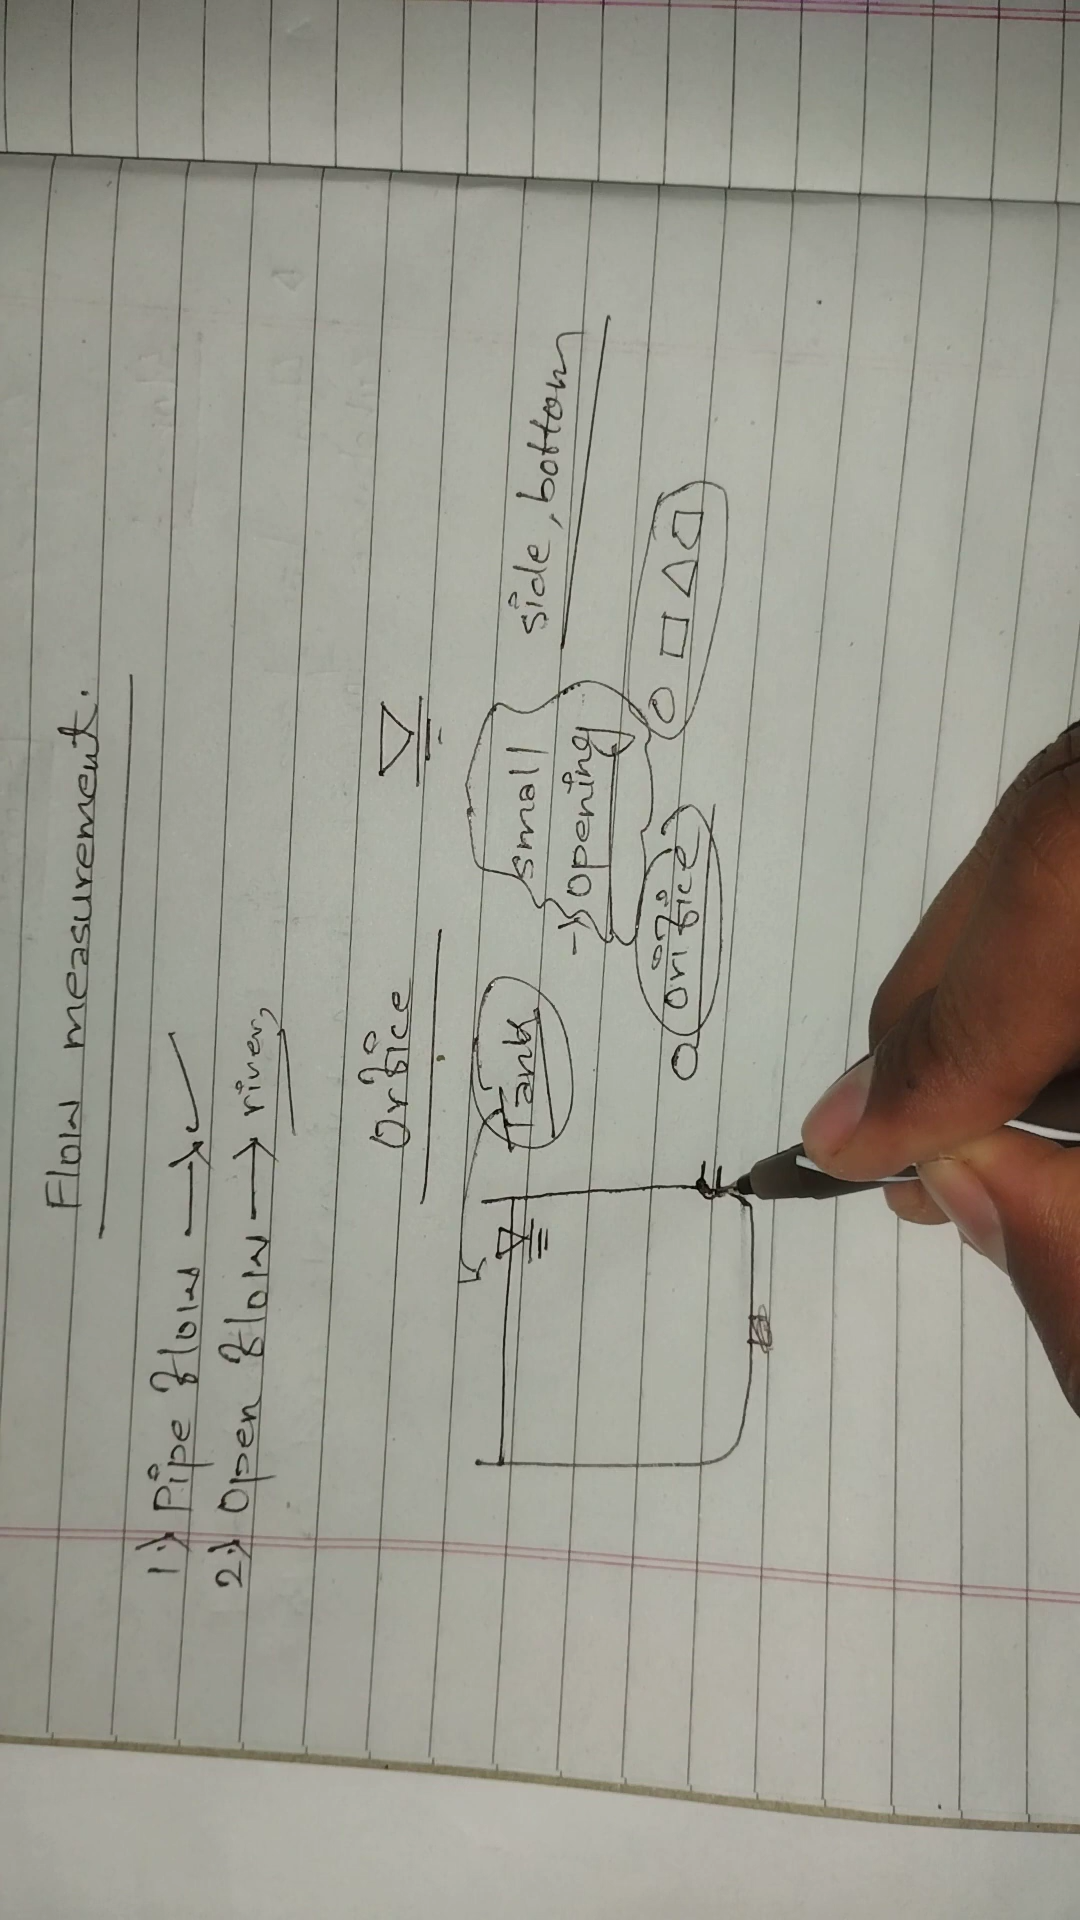 Flow measurement.
1) Pipe flow →
2) Open flow → river,
Orifice
Tank small side, bottom
→ opening
orifice